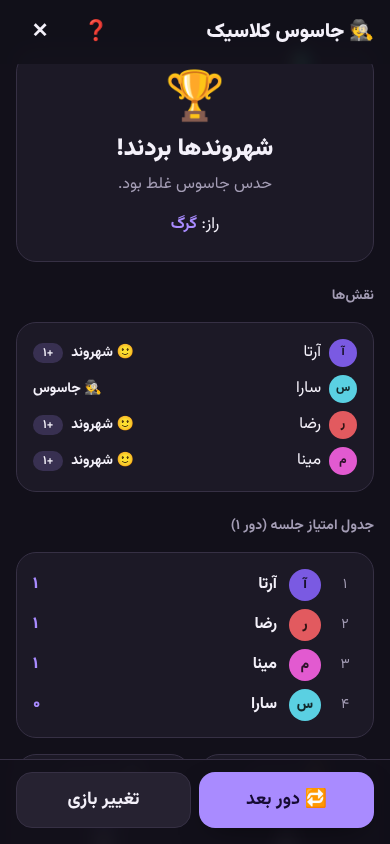 🕵️ جاسوس کلاسیک ❓ ✕
شهروندها بردند!
حدس جاسوس غلط بود.
راز: گرگ
نقش‌ها
آ آرتا 🙂 شهروند +۱
س سارا 🕵️ جاسوس
ر رضا 🙂 شهروند +۱
م مینا 🙂 شهروند +۱
جدول امتیاز جلسه (دور ۱)
۱ آ آرتا ۱
۲ ر رضا ۱
۳ م مینا ۱
۴ س سارا ۰
🔁 دور بعد
تغییر بازی